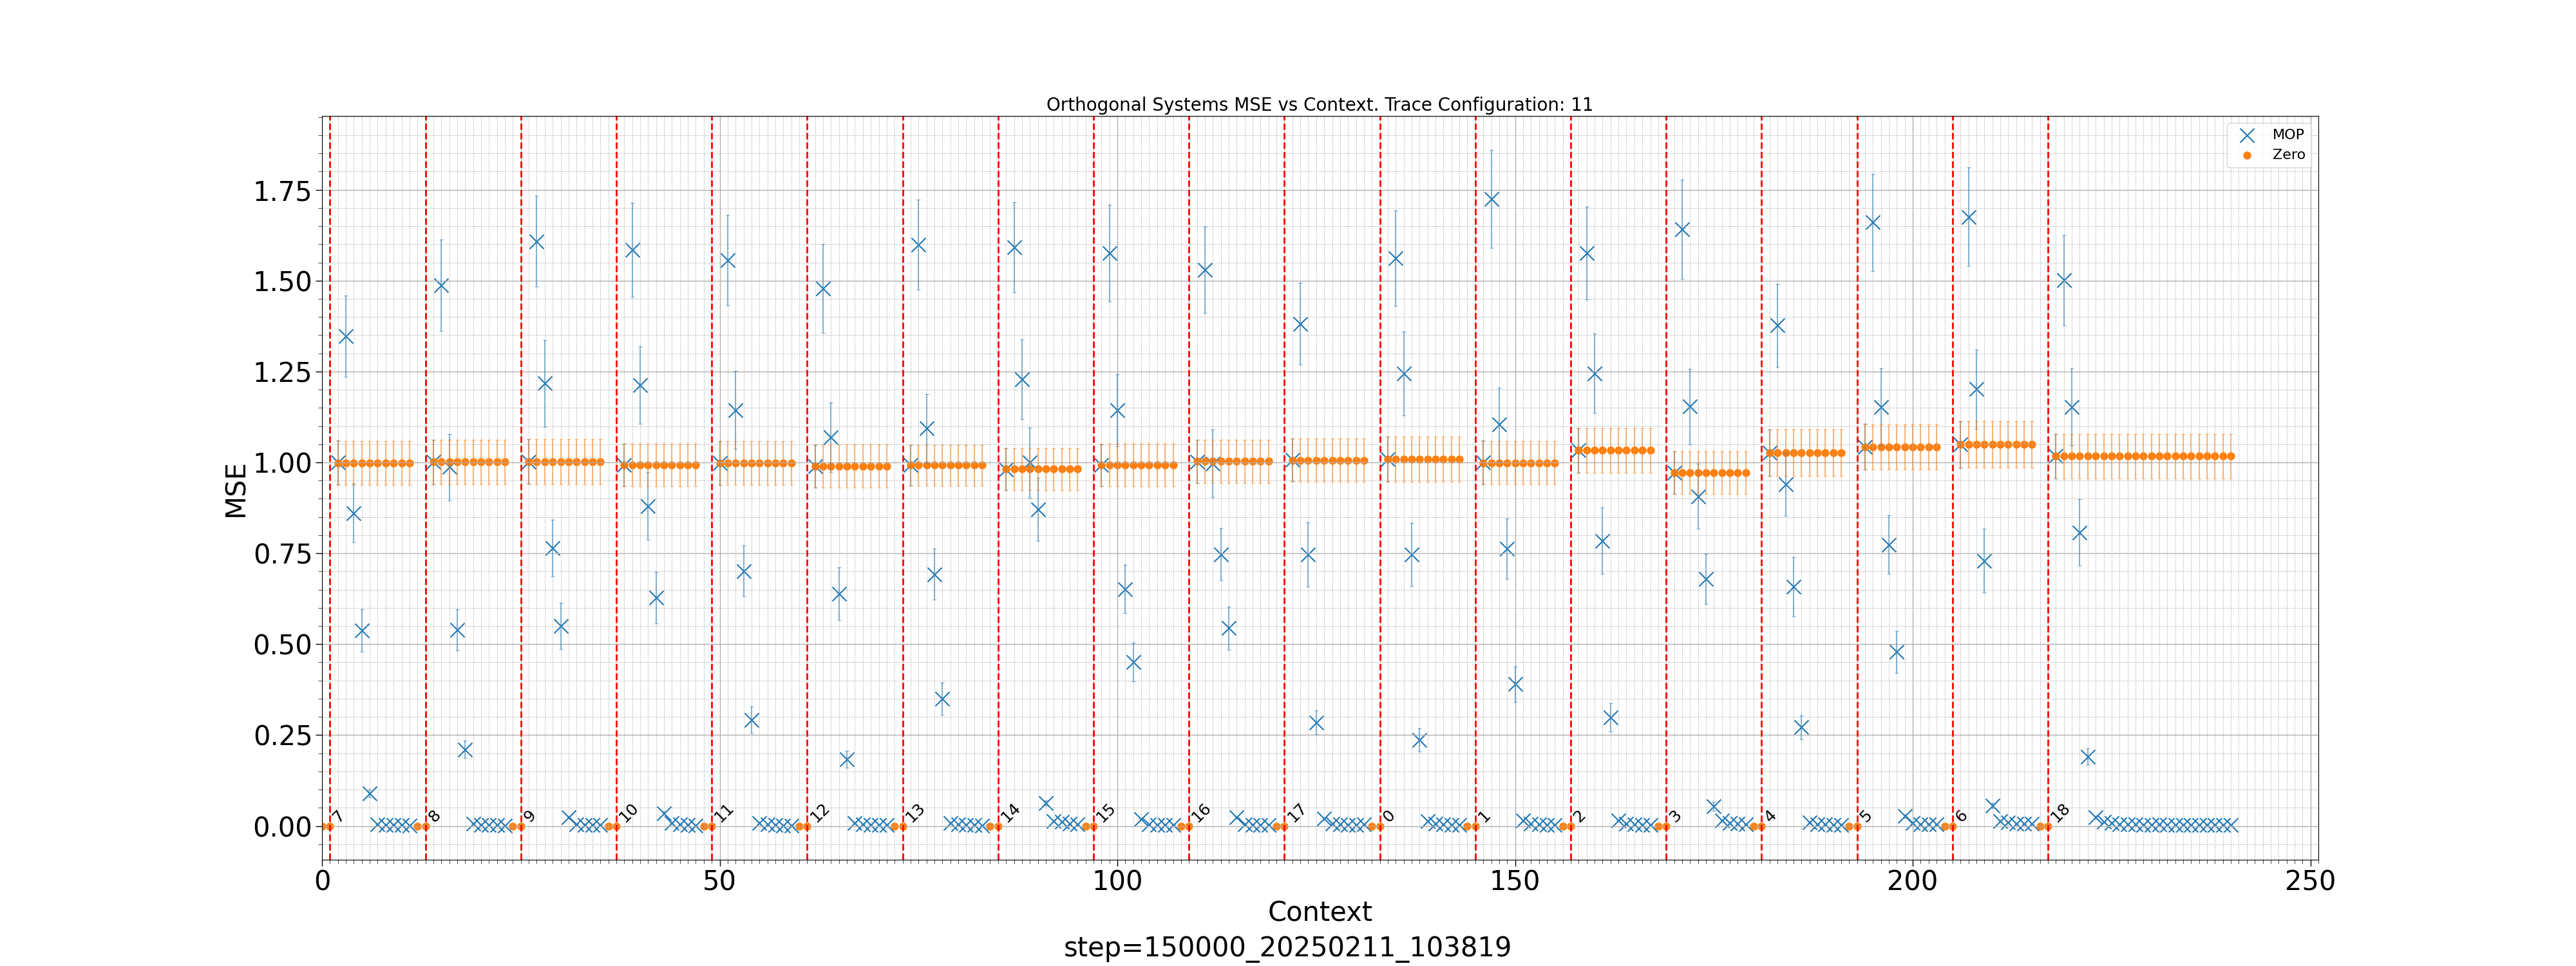 Orthogonal Systems MSE vs Context. Trace Configuration: 11
MOP
Zero
MSE
1.75
1.50
1.25
1.00
0.75
0.50
0.25
0.00
7 8 9 10 11 12 13 14 15 16 17 0 1 2 3 4 5 6 18
0 50 100 150 200 250
Context
step=150000_20250211_103819